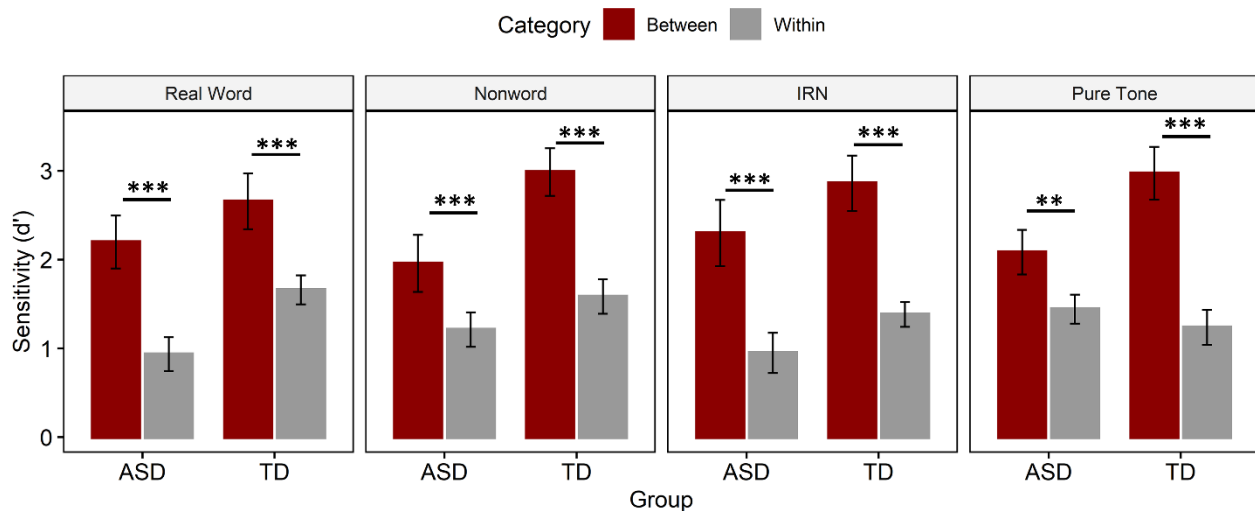 Category Between Within
Real Word Nonword IRN Pure Tone
*** *** *** *** *** *** ** ***
Sensitivity (d')
3
2
1
0
ASD TD ASD TD ASD TD ASD TD
Group